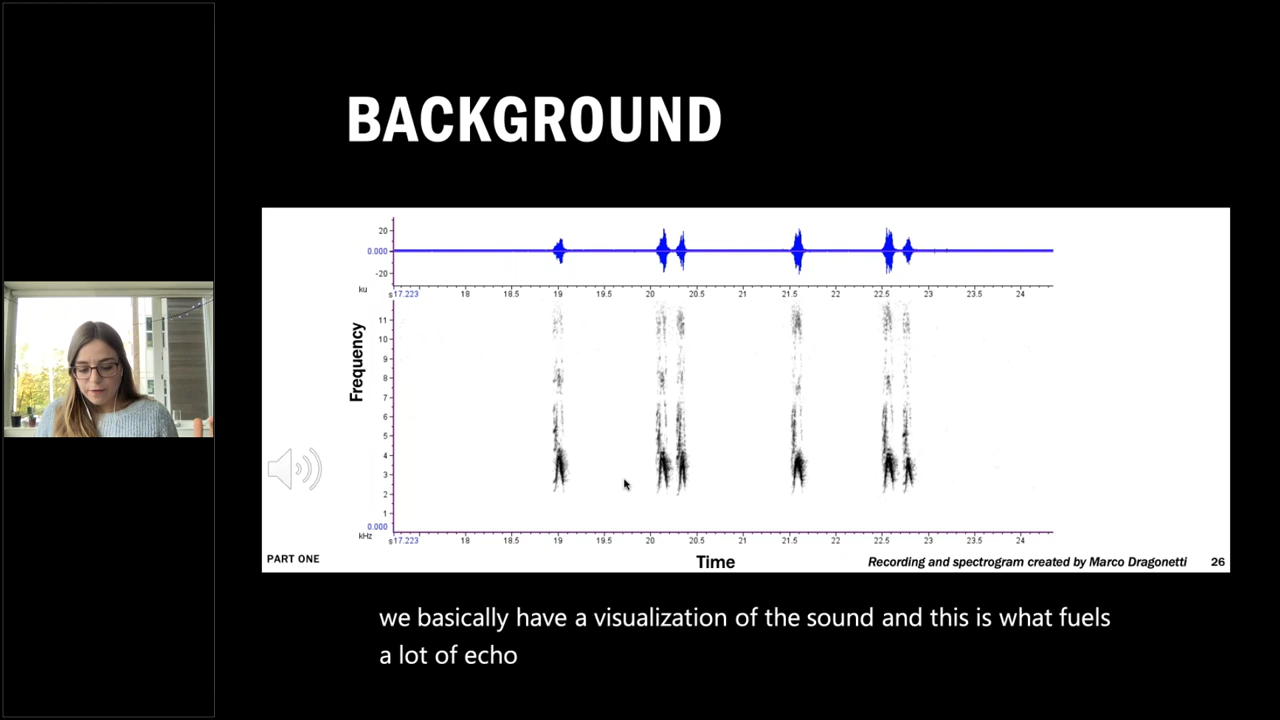 BACKGROUND
20
0.000
-20
ku
s17.223 18 18.5 19 19.5 20 20.5 21 21.5 22 22.5 23 23.5 24
Frequency
11
10
9
8
7
6
5
4
3
2
1
0.000
kHz
s17.223 18 18.5 19 19.5 20 20.5 21 21.5 22 22.5 23 23.5 24
PART ONE
Time
Recording and spectrogram created by Marco Dragonetti 26
we basically have a visualization of the sound and this is what fuels
a lot of echo